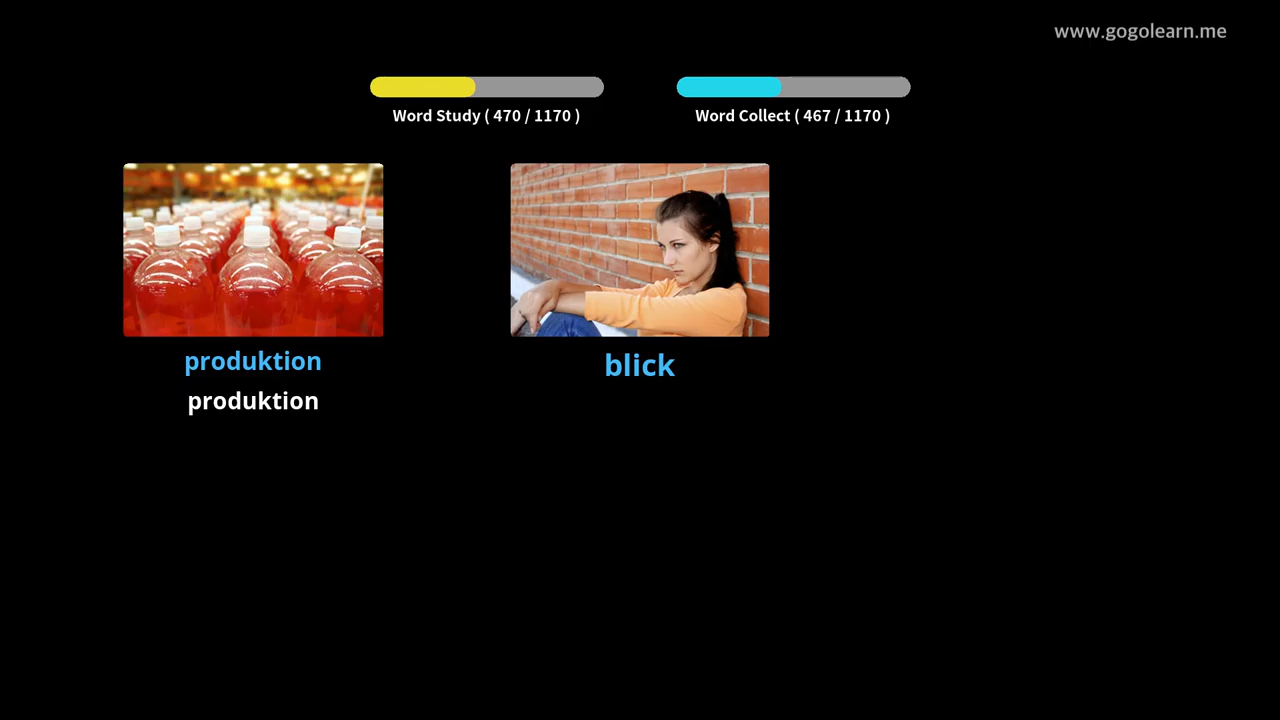 www.gogolearn.me
Word Study ( 470 / 1170 )
Word Collect ( 467 / 1170 )
produktion
produktion
blick